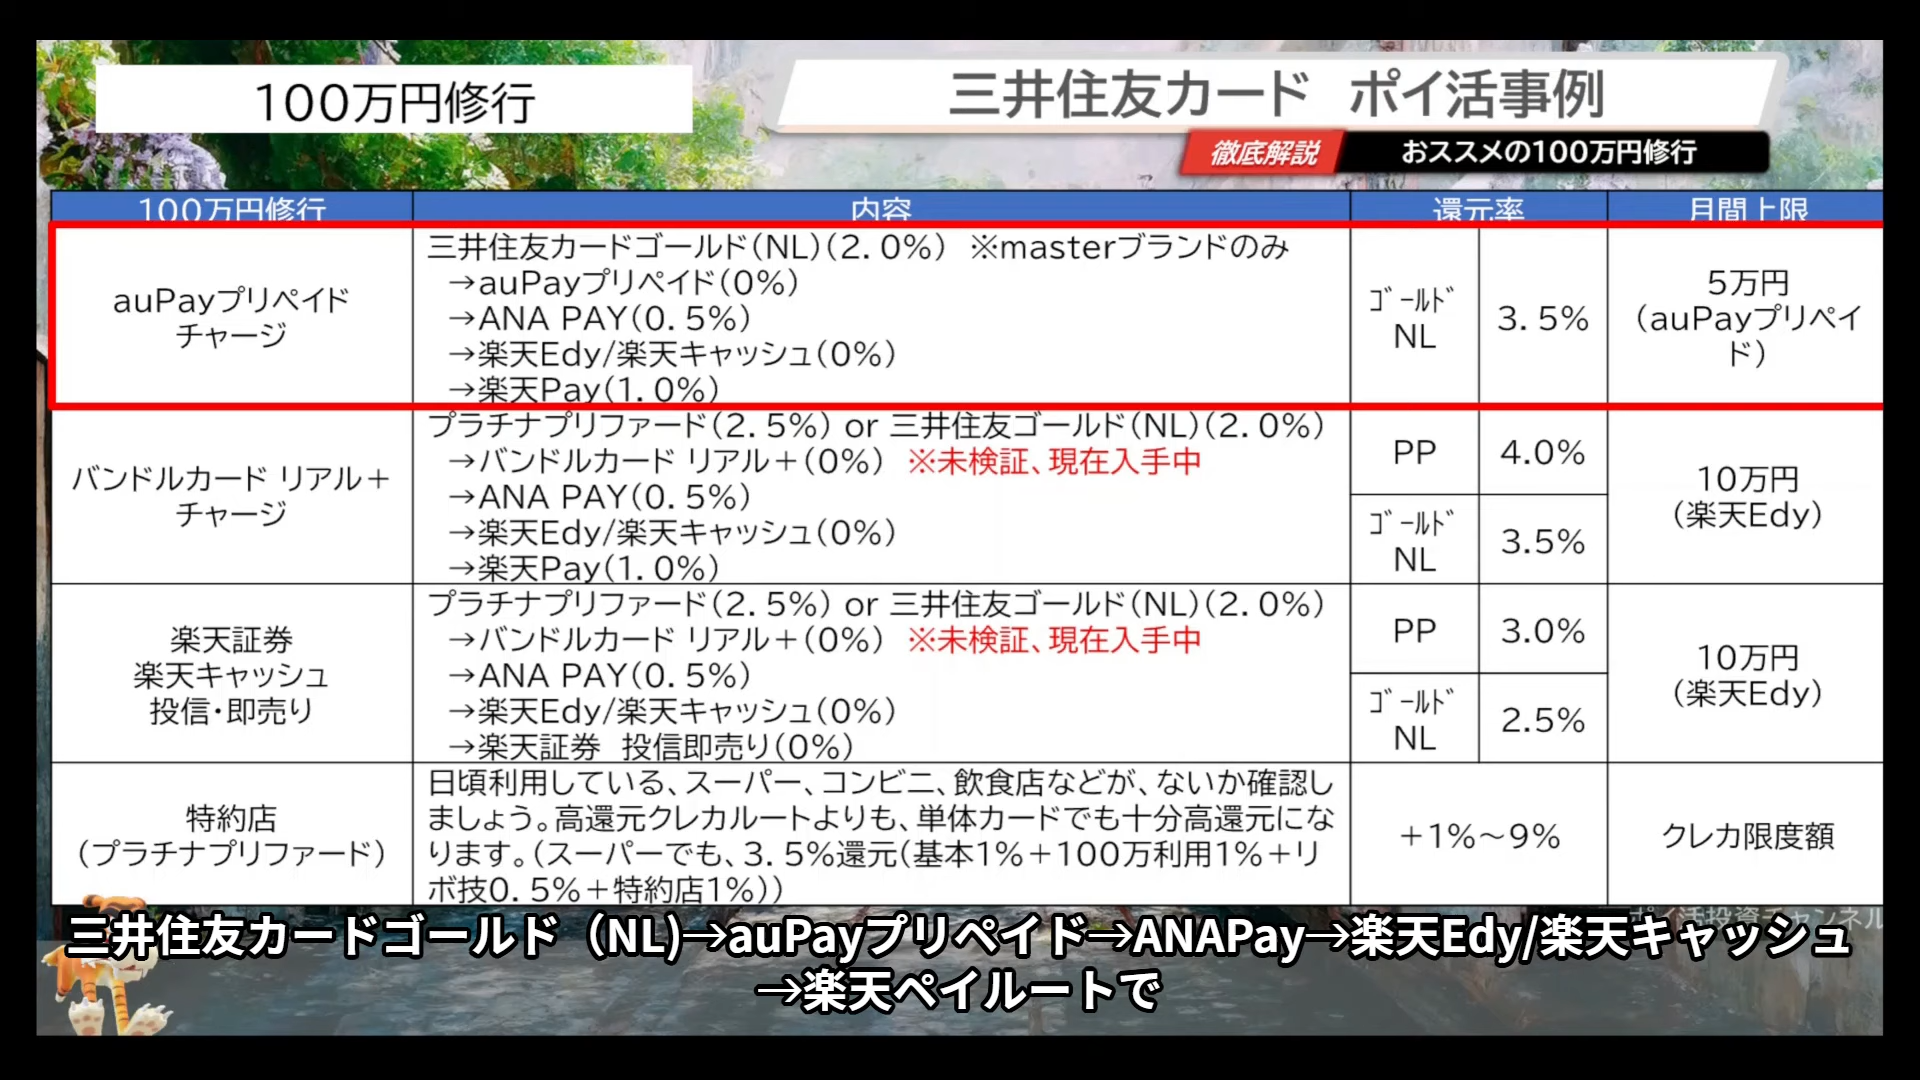 100万円修行
三井住友カード ポイ活事例
徹底解説
おススメの100万円修行
100万円修行 内容 還元率 月間上限
auPayプリペイド
チャージ
三井住友カードゴールド(NL)(2.0%) ※masterブランドのみ
→auPayプリペイド(0%)
→ANA PAY(0.5%)
→楽天Edy/楽天キャッシュ(0%)
→楽天Pay(1.0%)
ｺﾞｰﾙﾄﾞ
NL
3.5%
5万円
(auPayプリペイ
ド)
バンドルカード リアル＋
チャージ
プラチナプリファード(2.5%) or 三井住友ゴールド(NL)(2.0%)
→バンドルカード リアル＋(0%) ※未検証、現在入手中
→ANA PAY(0.5%)
→楽天Edy/楽天キャッシュ(0%)
→楽天Pay(1.0%)
PP
4.0%
ｺﾞｰﾙﾄﾞ
NL
3.5%
10万円
(楽天Edy)
楽天証券
楽天キャッシュ
投信・即売り
プラチナプリファード(2.5%) or 三井住友ゴールド(NL)(2.0%)
→バンドルカード リアル＋(0%) ※未検証、現在入手中
→ANA PAY(0.5%)
→楽天Edy/楽天キャッシュ(0%)
→楽天証券 投信即売り(0%)
PP
3.0%
ｺﾞｰﾙﾄﾞ
NL
2.5%
10万円
(楽天Edy)
特約店
(プラチナプリファード)
日頃利用している、スーパー、コンビニ、飲食店などが、ないか確認し
ましょう。高還元クレカルートよりも、単体カードでも十分高還元にな
ります。(スーパーでも、3.5%還元(基本1%＋100万利用1%＋リ
ボ技0.5%＋特約店1%))
＋1%～9%
クレカ限度額
ポイ活投資チャンネル
三井住友カードゴールド（NL)→auPayプリペイド→ANAPay→楽天Edy/楽天キャッシュ
→楽天ペイルートで